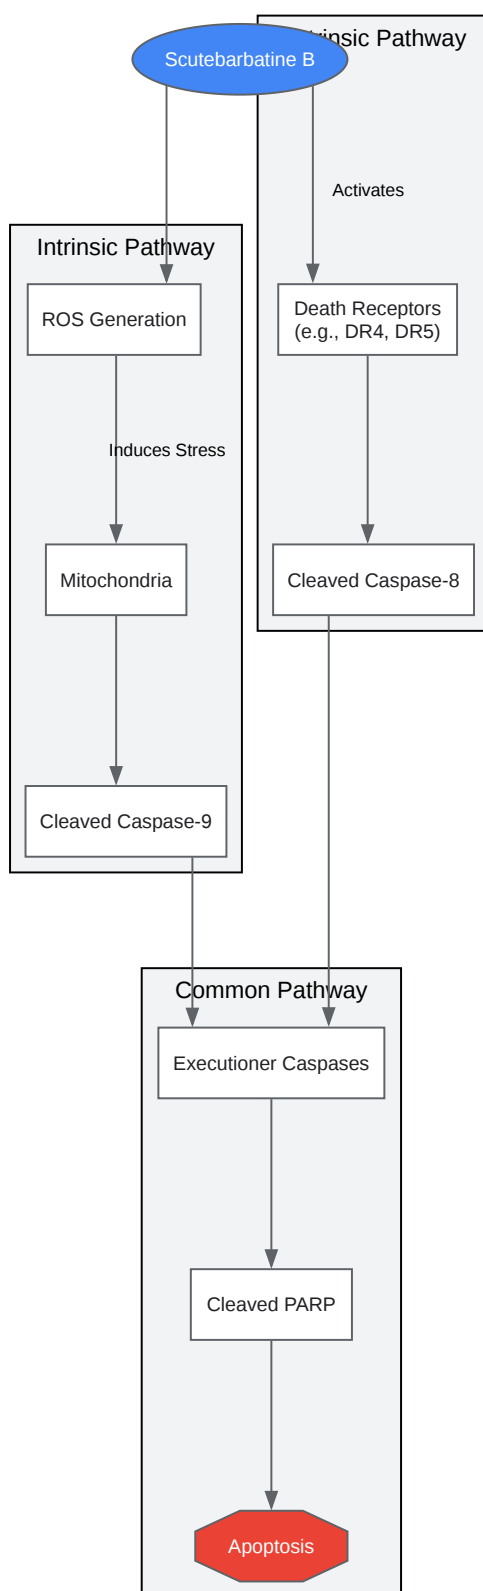 Scutebarbatine B
Pathway
Activates
Intrinsic Pathway
ROS Generation
Death Receptors
(e.g., DR4, DR5)
Induces Stress
Mitochondria
Cleaved Caspase-8
Cleaved Caspase-9
Common Pathway
Executioner Caspases
Cleaved PARP
Apoptosis